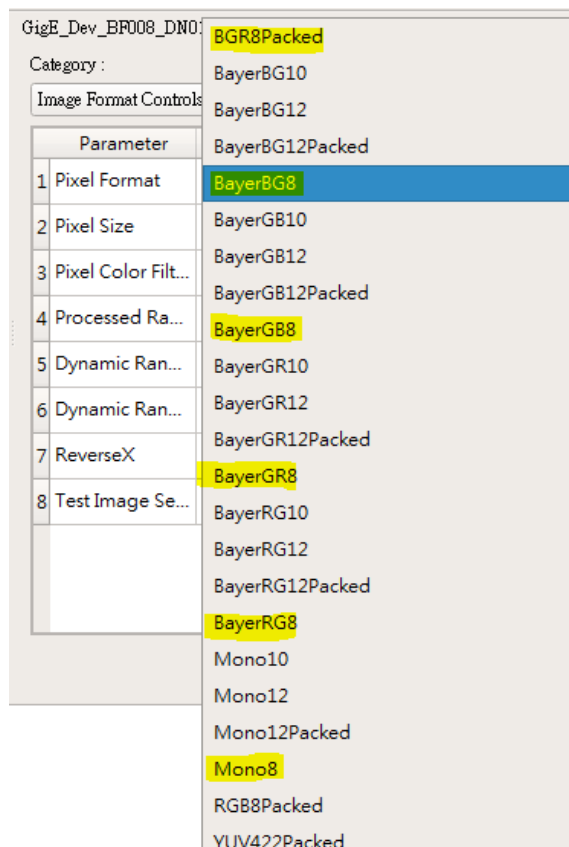 GigE_Dev_BF008_DN01
Category :
Image Format Controls
Parameter
1 Pixel Format
2 Pixel Size
3 Pixel Color Filt...
4 Processed Ra...
5 Dynamic Ran...
6 Dynamic Ran...
7 ReverseX
8 Test Image Se...
BGR8Packed
BayerBG10
BayerBG12
BayerBG12Packed
BayerBG8
BayerGB10
BayerGB12
BayerGB12Packed
BayerGB8
BayerGR10
BayerGR12
BayerGR12Packed
BayerGR8
BayerRG10
BayerRG12
BayerRG12Packed
BayerRG8
Mono10
Mono12
Mono12Packed
Mono8
RGB8Packed
YUV422Packed